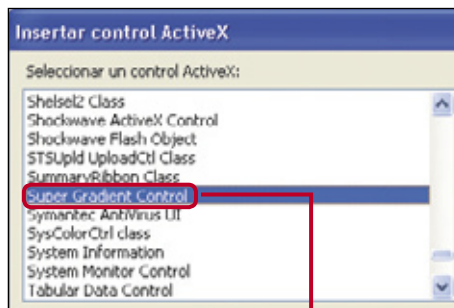 Insertar control ActiveX
Seleccionar un control ActiveX:
Shelsel2 Class
Shockwave ActiveX Control
Shockwave Flash Object
STSUpld UploadCtl Class
SummaryRibbon Class
Super Gradient Control
Symantec AntiVirus UI
SysColorCtrl class
System Information
System Monitor Control
Tabular Data Control